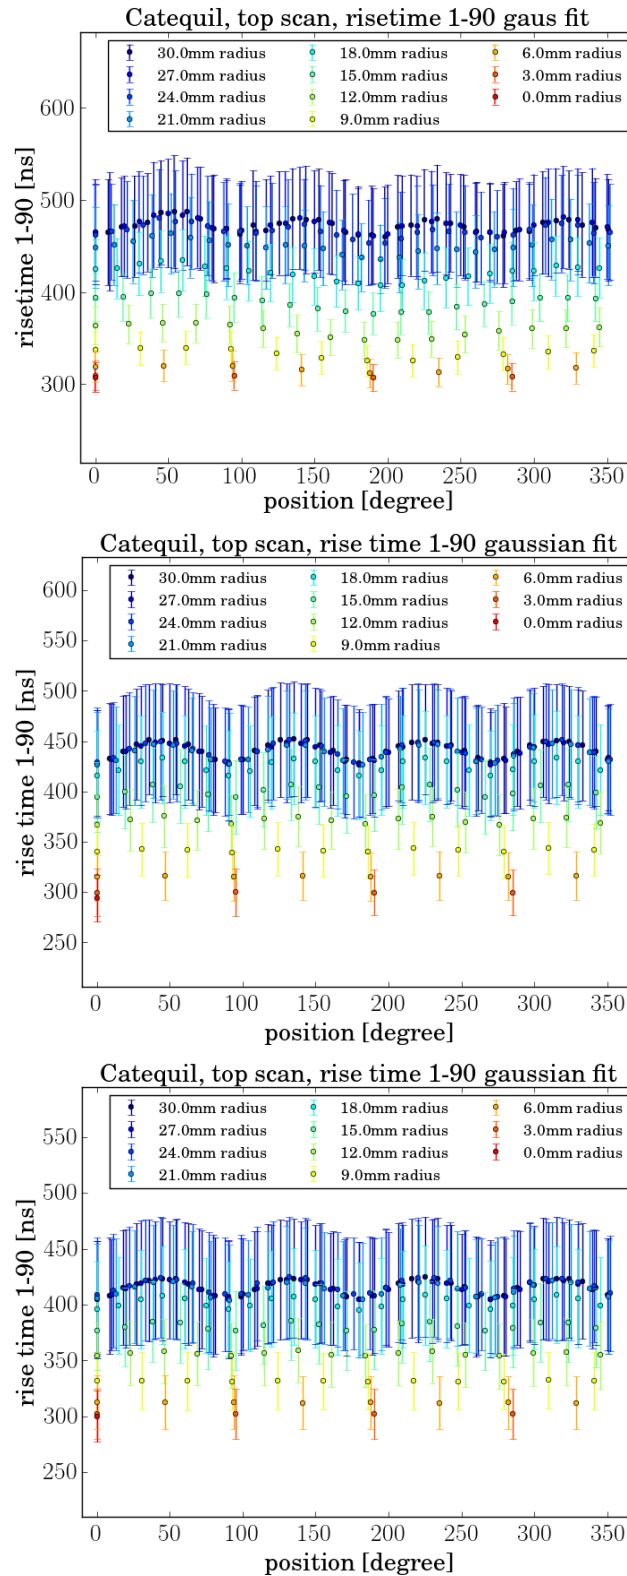 Catequil, top scan, risetime 1-90 gaus fit
30.0mm radius
27.0mm radius
24.0mm radius
21.0mm radius
18.0mm radius
15.0mm radius
12.0mm radius
9.0mm radius
6.0mm radius
3.0mm radius
0.0mm radius
risetime 1-90 [ns]
600
500
400
300
0 50 100 150 200 250 300 350
position [degree]
Catequil, top scan, rise time 1-90 gaussian fit
30.0mm radius
27.0mm radius
24.0mm radius
21.0mm radius
18.0mm radius
15.0mm radius
12.0mm radius
9.0mm radius
6.0mm radius
3.0mm radius
0.0mm radius
rise time 1-90 [ns]
600
550
500
450
400
350
300
250
0 50 100 150 200 250 300 350
position [degree]
Catequil, top scan, rise time 1-90 gaussian fit
30.0mm radius
27.0mm radius
24.0mm radius
21.0mm radius
18.0mm radius
15.0mm radius
12.0mm radius
9.0mm radius
6.0mm radius
3.0mm radius
0.0mm radius
rise time 1-90 [ns]
550
500
450
400
350
300
250
0 50 100 150 200 250 300 350
position [degree]